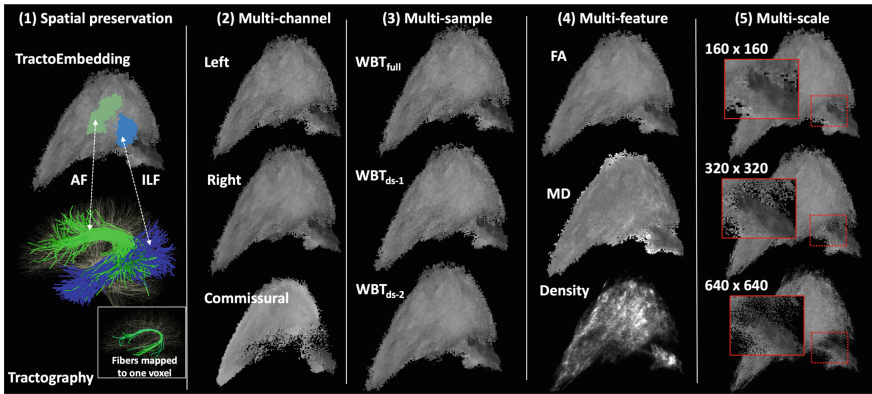 (1) Spatial preservation
TractoEmbedding
AF
ILF
Fibers mapped
to one voxel
Tractography
(2) Multi-channel
Left
Right
Commissural
(3) Multi-sample
WBTfull
WBTds-1
WBTds-2
(4) Multi-feature
FA
MD
Density
(5) Multi-scale
160 x 160
320 x 320
640 x 640